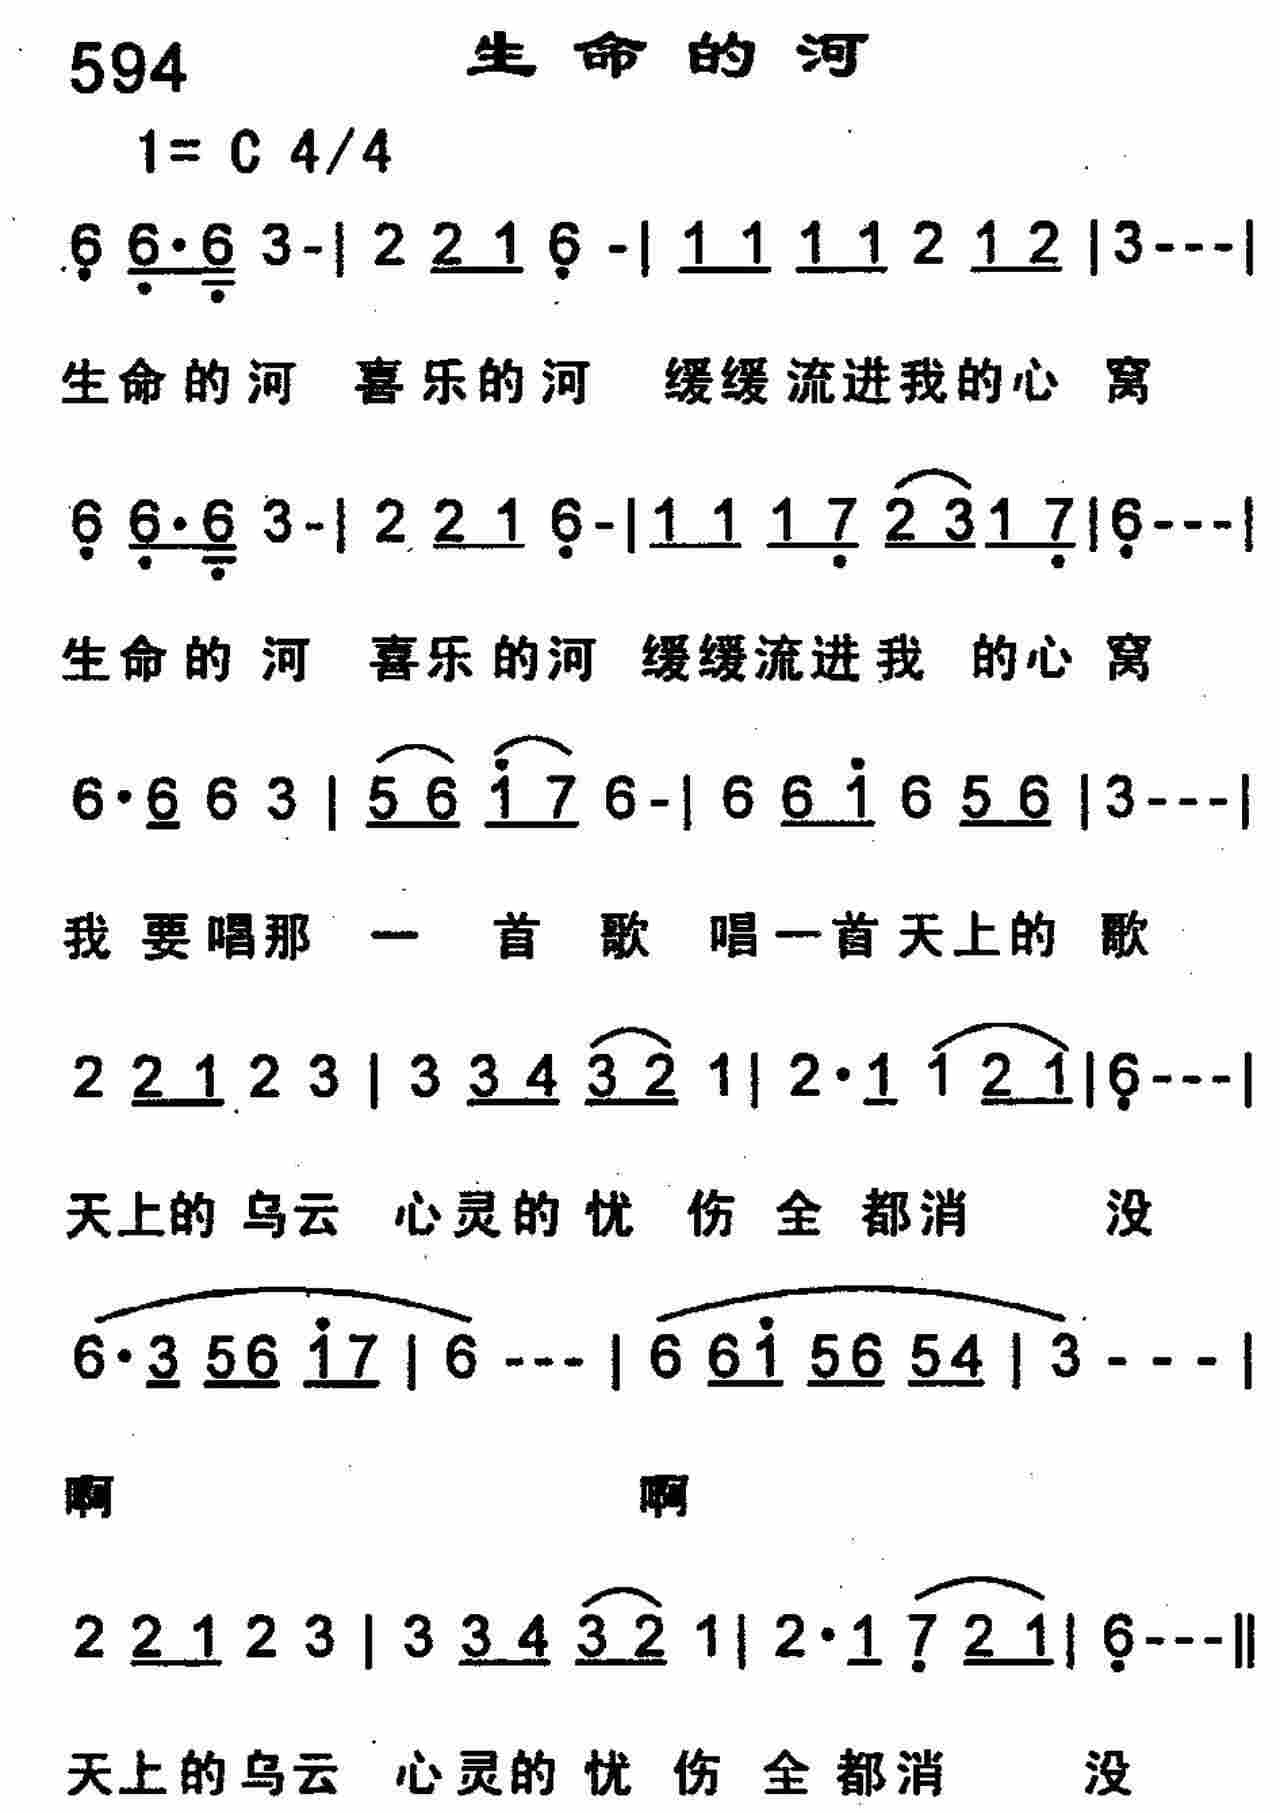 594 生命的河
1= C 4/4
6̣ 6̣·6̣ 3-| 2 2 1 6̣ -| 1 1 1 1 2 1 2 |3---|
生命的河 喜乐的河 缓缓流进我的心窝
6̣ 6̣·6̣ 3-| 2 2 1 6̣-|1 1 1 7̣ 2 3 1 7̣|6̣---|
生命的河 喜乐的河 缓缓流进我 的心窝
6·6 6 3 | 5 6 1̇ 7 6-| 6 6 1̇ 6 5 6 |3---|
我要唱那 一 首 歌 唱一首天上的 歌
2 2 1 2 3 | 3 3 4 3 2 1| 2·1 1 2 1|6̣---|
天上的乌云 心灵的忧 伤 全 都消 没
6·3 56 1̇7 | 6 --- | 6 61̇ 56 54 | 3 - - - |
啊 啊
2 2 1 2 3 | 3 3 4 3 2 1| 2·1 7̣ 2 1| 6̣---‖
天上的乌云 心灵的忧 伤 全都消 没